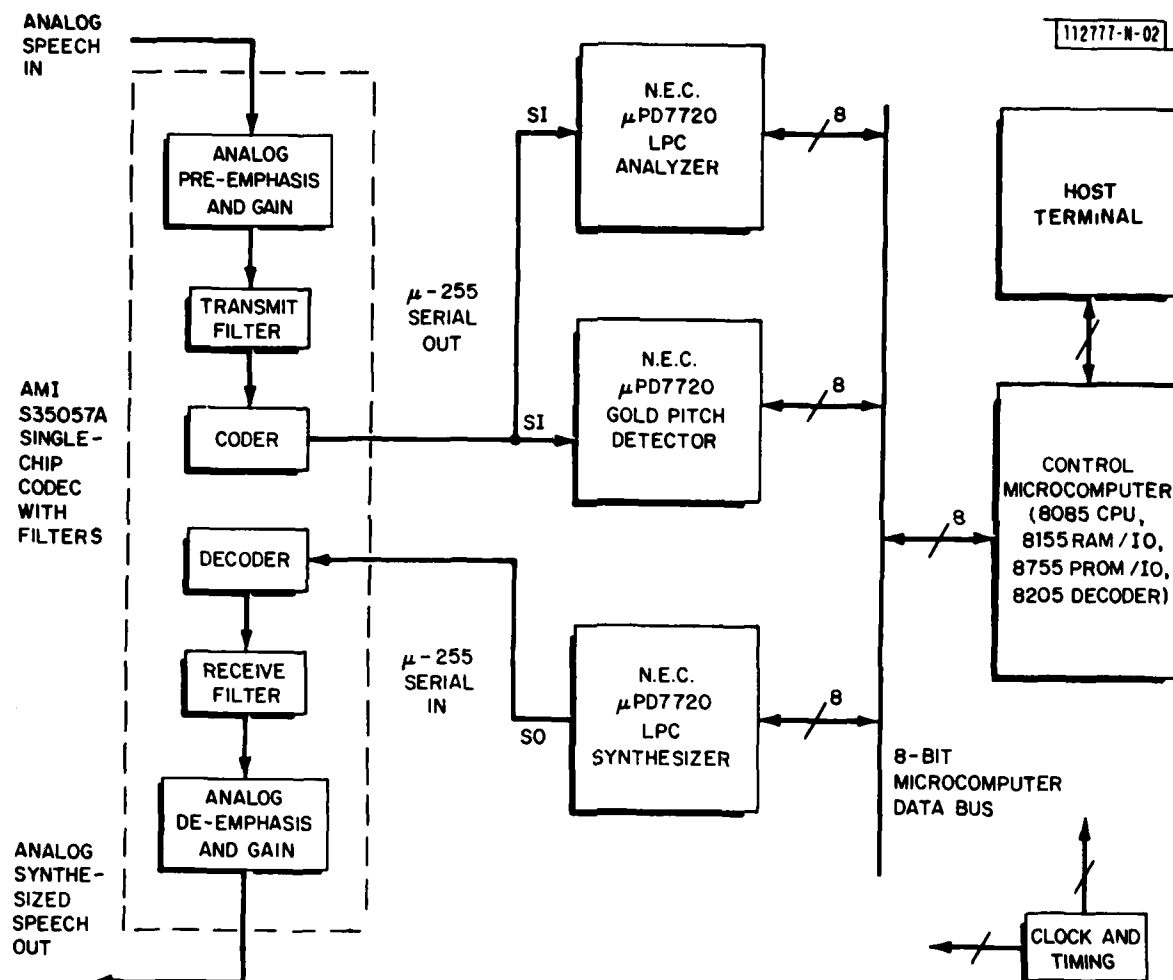 ANALOG
SPEECH
IN
112777-N-02
ANALOG
PRE-EMPHASIS
AND GAIN
TRANSMIT
FILTER
CODER
DECODER
RECEIVE
FILTER
ANALOG
DE-EMPHASIS
AND GAIN
AMI
S35057A
SINGLE-
CHIP
CODEC
WITH
FILTERS
ANALOG
SYNTHE-
SIZED
SPEECH
OUT
μ-255
SERIAL
OUT
μ-255
SERIAL
IN
SI
SI
SO
N.E.C.
μPD7720
LPC
ANALYZER
8
N.E.C.
μPD7720
GOLD PITCH
DETECTOR
8
N.E.C.
μPD7720
LPC
SYNTHESIZER
8
8-BIT
MICROCOMPUTER
DATA BUS
8
HOST
TERMINAL
CONTROL
MICROCOMPUTER
(8085 CPU,
8155 RAM/IO,
8755 PROM/IO,
8205 DECODER)
CLOCK AND
TIMING